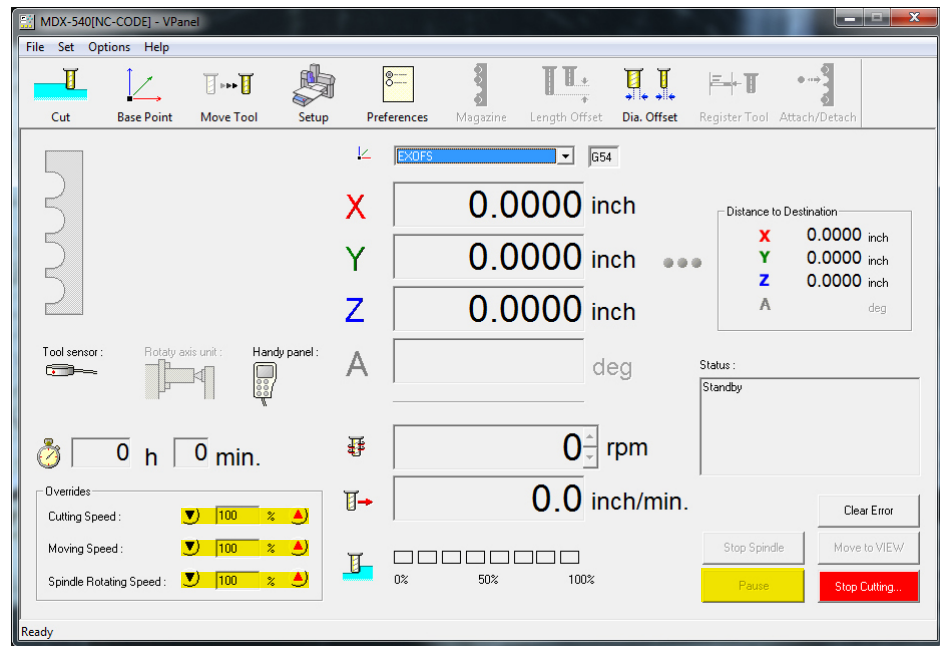 MDX-540[NC-CODE] - VPanel
File Set Options Help
Cut Base Point Move Tool Setup Preferences Magazine Length Offset Dia. Offset Register Tool Attach/Detach
EXOFS G54
X 0.0000 inch
Y 0.0000 inch
Z 0.0000 inch
A deg
Distance to Destination
X 0.0000 inch
Y 0.0000 inch
Z 0.0000 inch
A deg
Tool sensor : Rotaty axis unit : Handy panel :
Status :
Standby
0 h 0 min.
0 rpm
0.0 inch/min.
Overrides
Cutting Speed : 100 %
Moving Speed : 100 %
Spindle Rotating Speed : 100 %
0% 50% 100%
Clear Error
Stop Spindle Move to VIEW
Pause Stop Cutting...
Ready